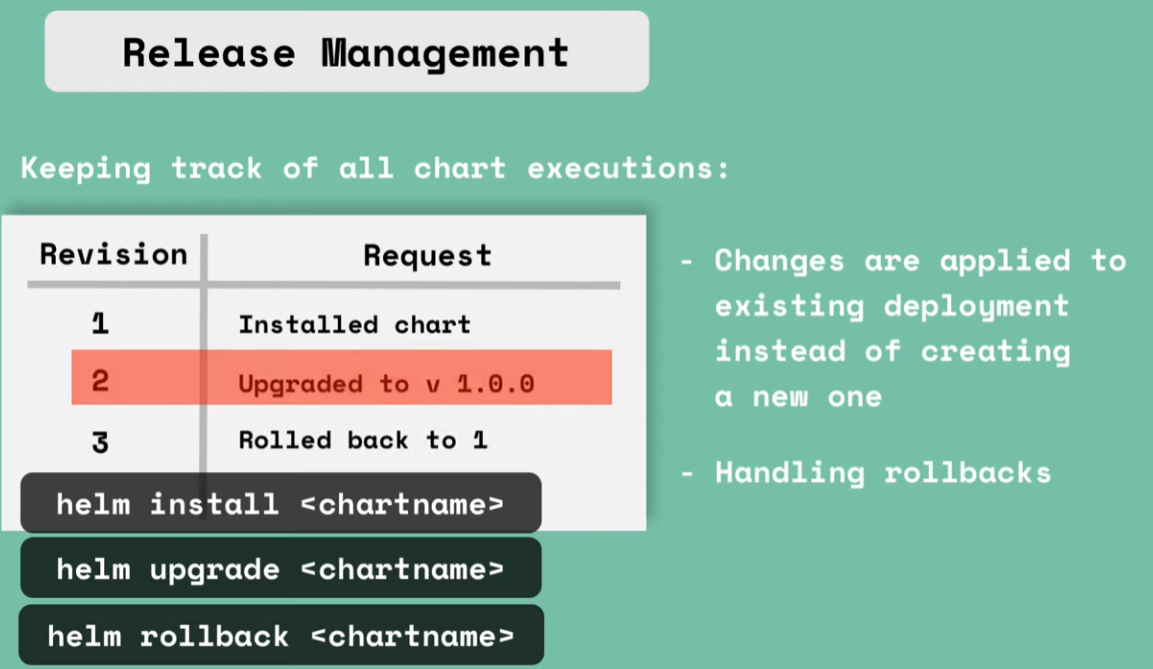 Release Management
Keeping track of all chart executions:
Revision Request
1 Installed chart
2 Upgraded to v 1.0.0
3 Rolled back to 1
helm install <chartname>
helm upgrade <chartname>
helm rollback <chartname>
- Changes are applied to
existing deployment
instead of creating
a new one
- Handling rollbacks